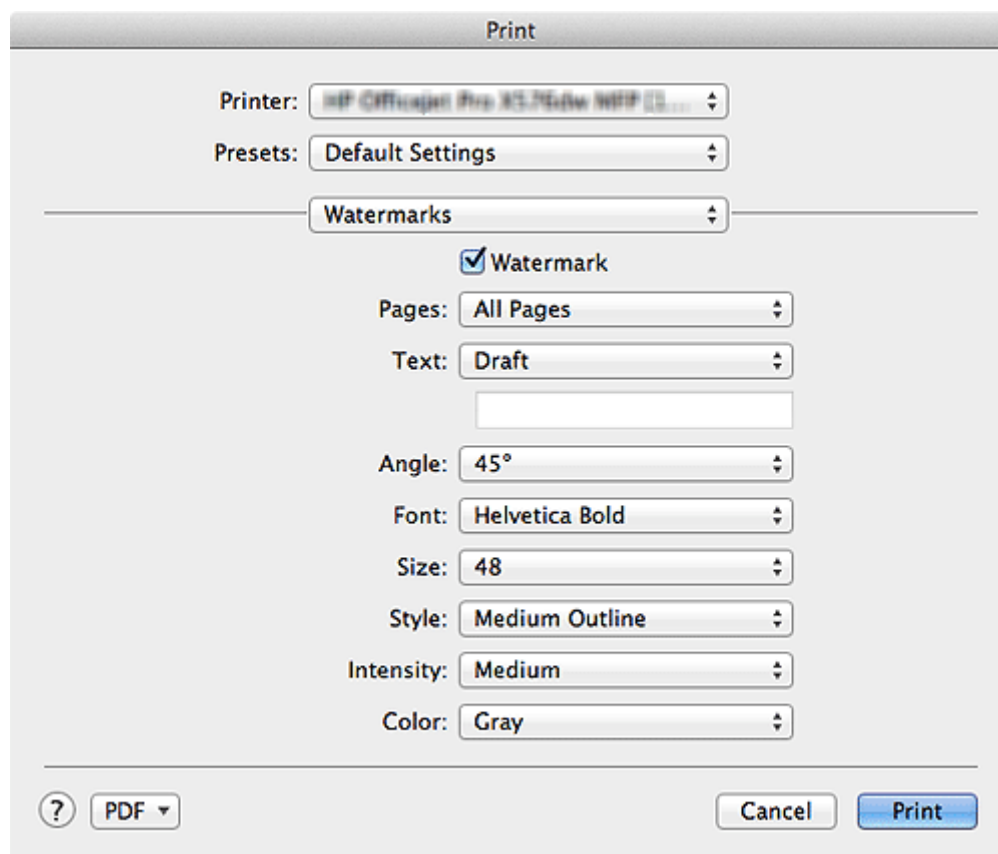 Print
Printer:
Presets: Default Settings
Watermarks
Watermark
Pages: All Pages
Text: Draft
Angle: 45°
Font: Helvetica Bold
Size: 48
Style: Medium Outline
Intensity: Medium
Color: Gray
? PDF Cancel Print